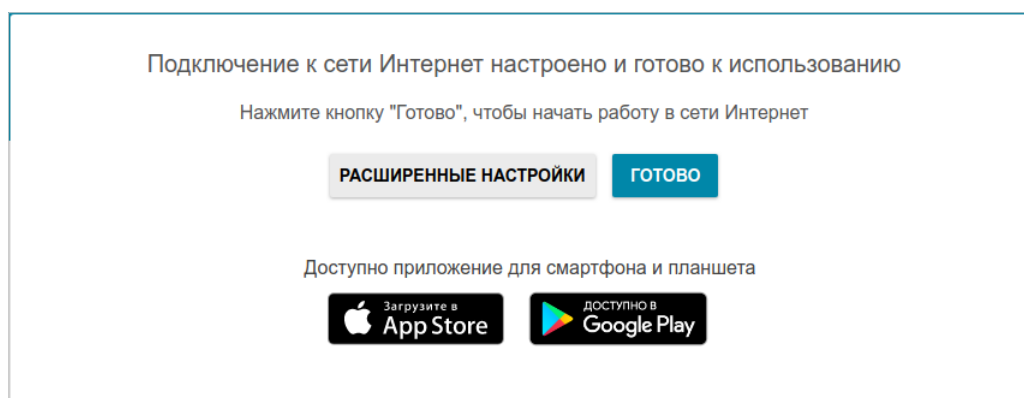 Подключение к сети Интернет настроено и готово к использованию
Нажмите кнопку "Готово", чтобы начать работу в сети Интернет
РАСШИРЕННЫЕ НАСТРОЙКИ ГОТОВО
Доступно приложение для смартфона и планшета
Загрузите в
App Store
ДОСТУПНО В
Google Play